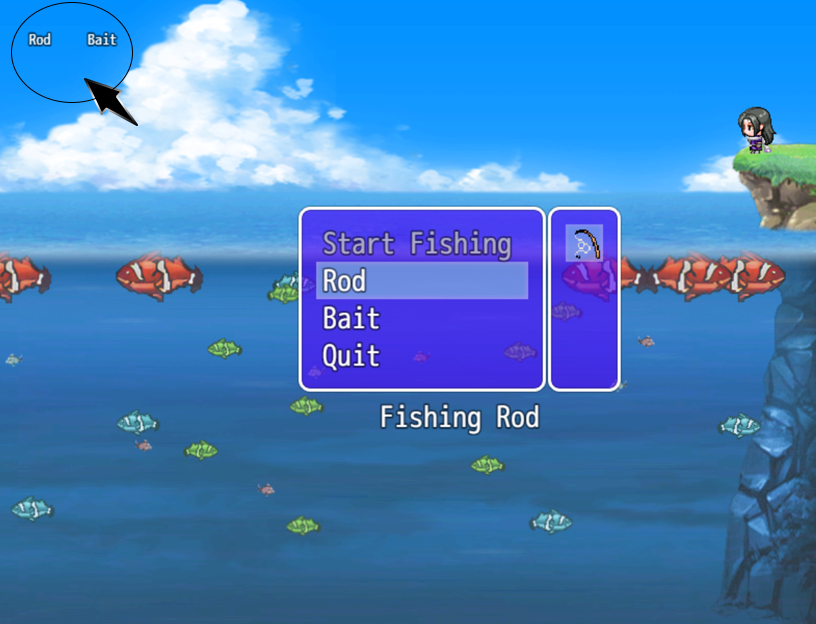 Rod Bait
Start Fishing
Rod
Bait
Quit
Fishing Rod